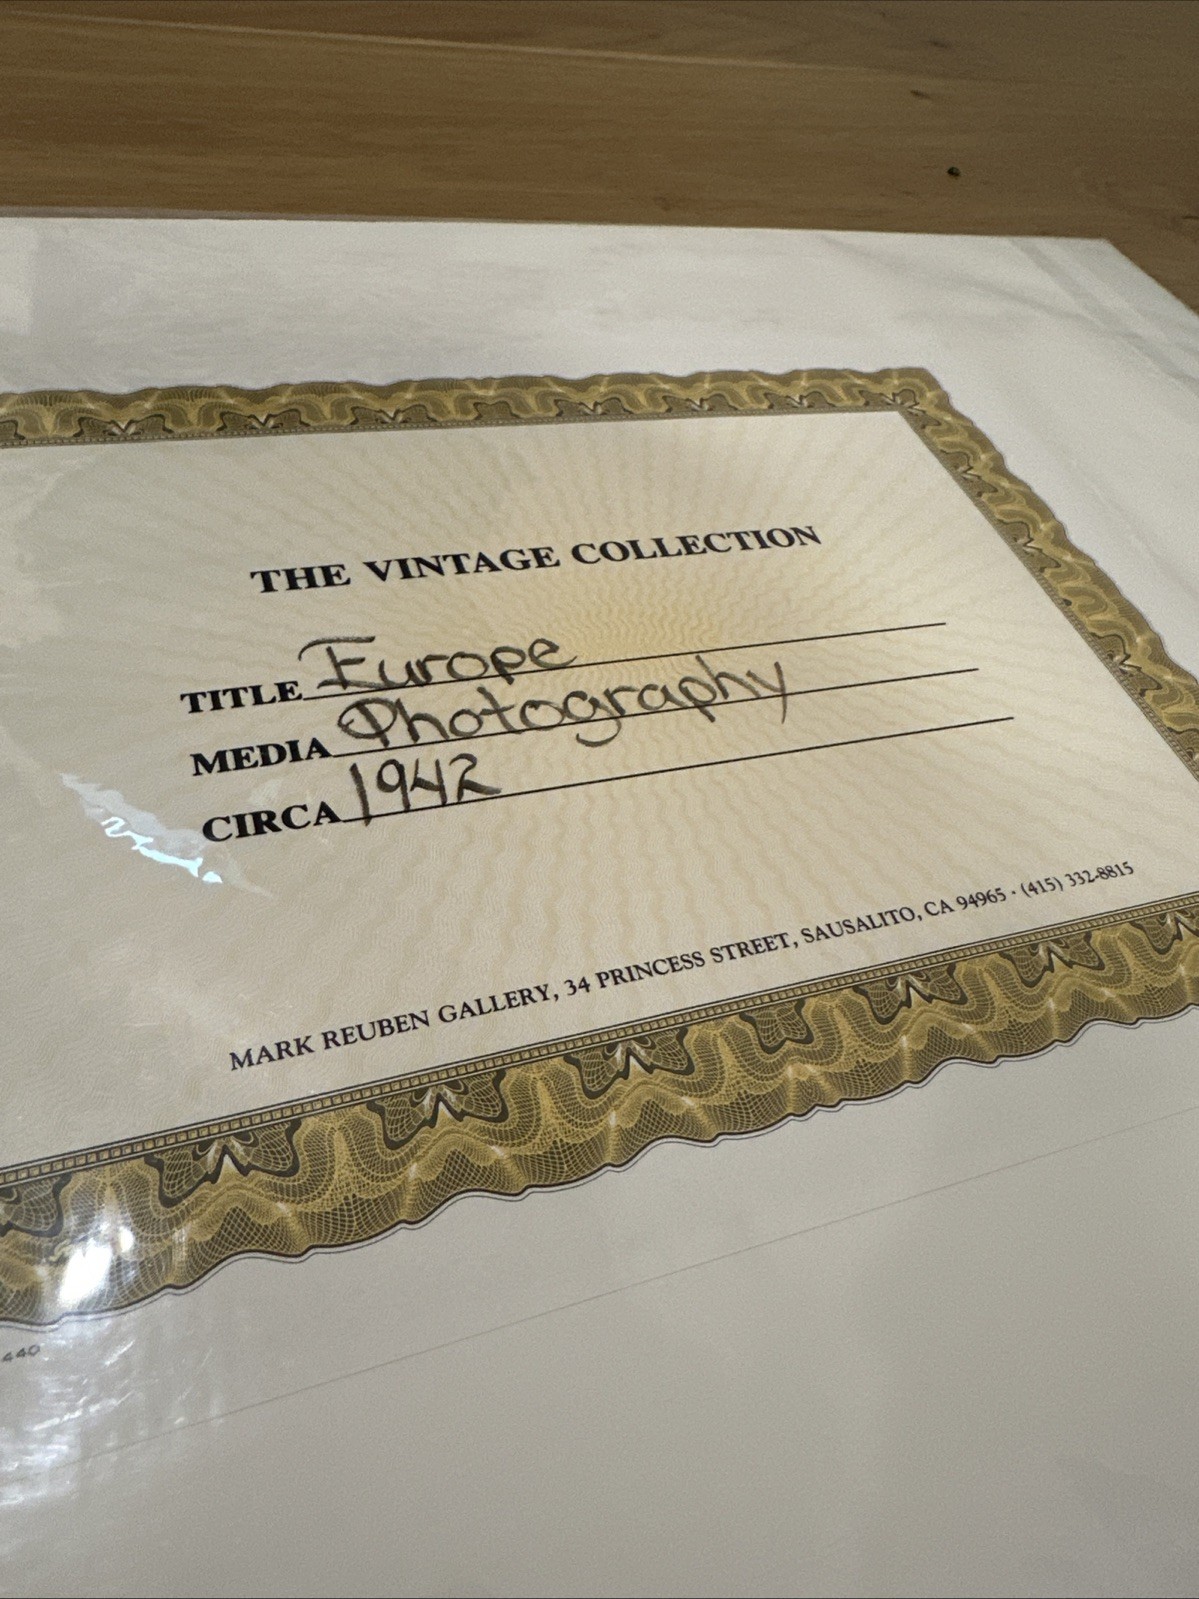 THE VINTAGE COLLECTION
TITLE Europe
MEDIA Photography
CIRCA 1942
MARK REUBEN GALLERY, 34 PRINCESS STREET, SAUSALITO, CA 94965 · (415) 332-8815
440